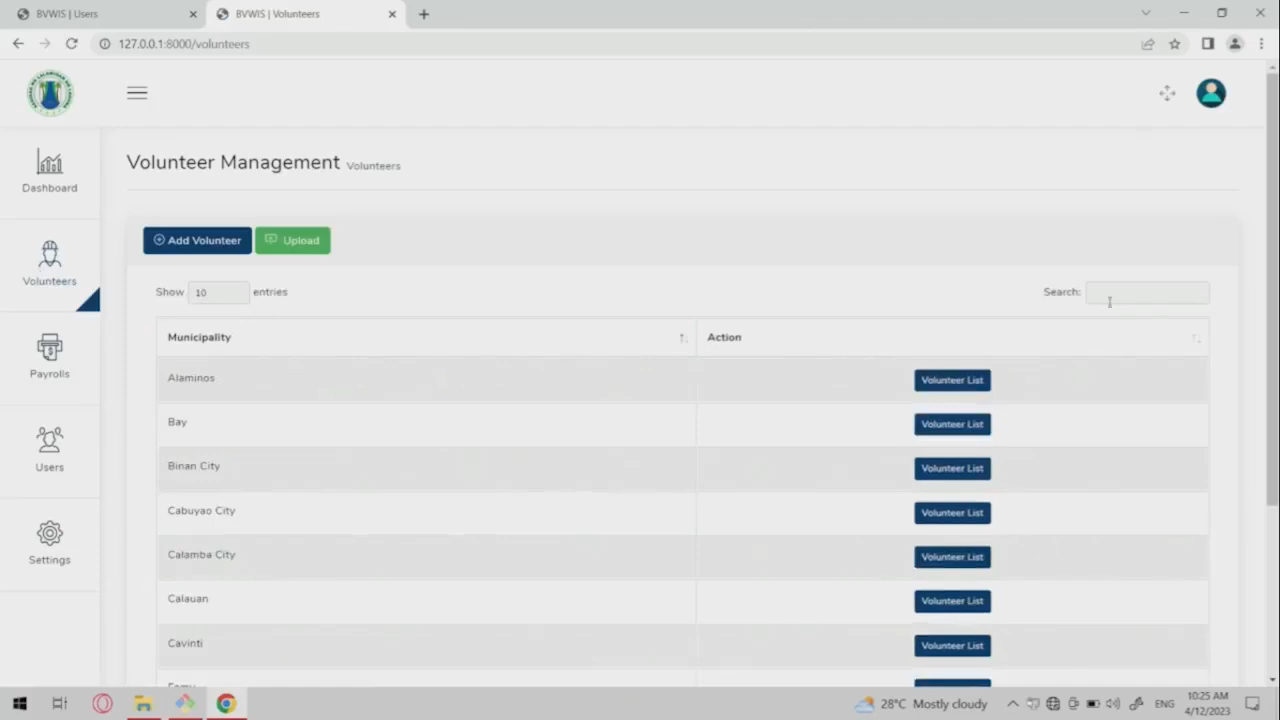 BVWIS | Users
BVWIS | Volunteers
127.0.0.1:8000/volunteers
Volunteer Management Volunteers
Dashboard
Volunteers
Payrolls
Users
Settings
Add Volunteer
Upload
Show 10 entries
Search:
Municipality
Action
Alaminos
Volunteer List
Bay
Volunteer List
Binan City
Volunteer List
Cabuyao City
Volunteer List
Calamba City
Volunteer List
Calauan
Volunteer List
Cavinti
Volunteer List
28°C Mostly cloudy
ENG
10:25 AM
4/12/2023